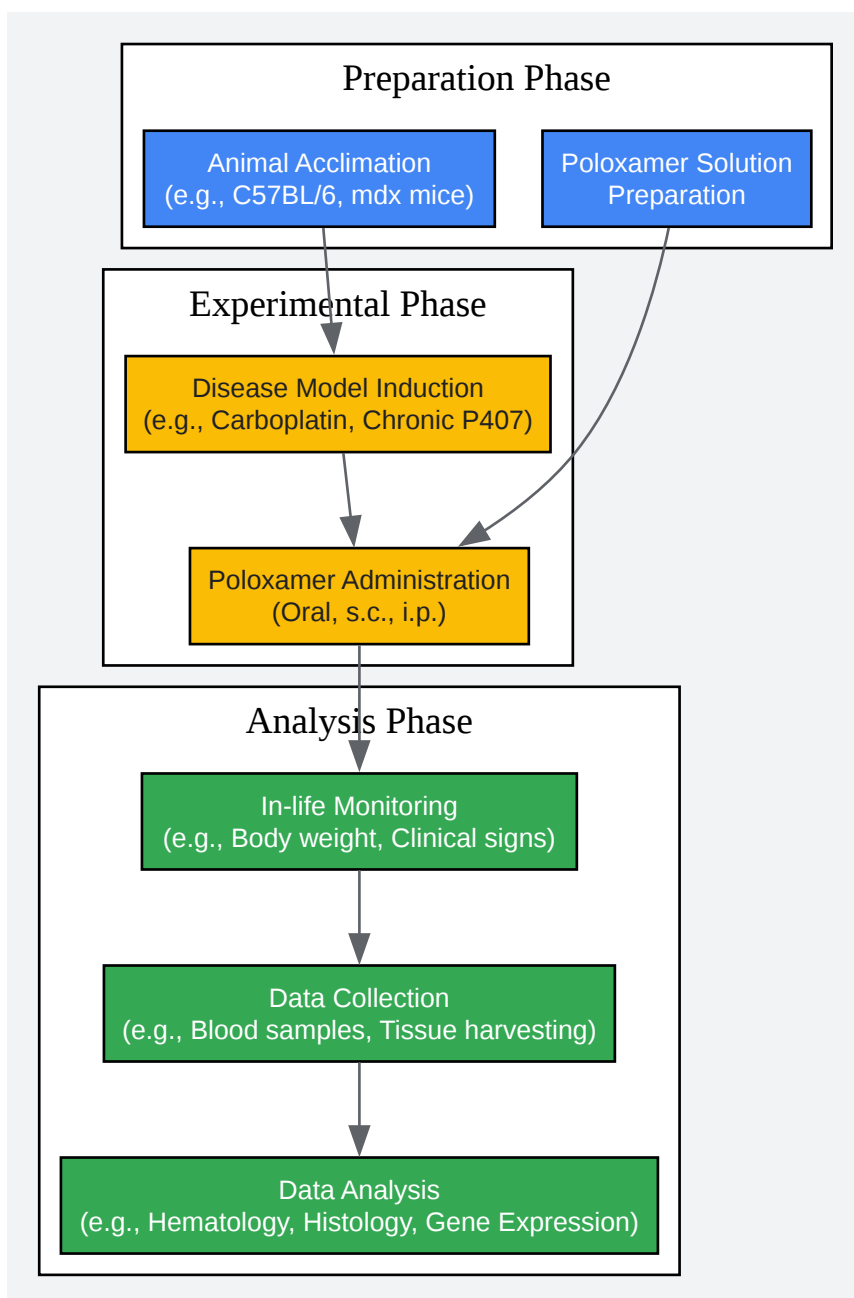 Preparation Phase
Animal Acclimation
(e.g., C57BL/6, mdx mice)
Poloxamer Solution
Preparation
Experimental Phase
Disease Model Induction
(e.g., Carboplatin, Chronic P407)
Poloxamer Administration
(Oral, s.c., i.p.)
Analysis Phase
In-life Monitoring
(e.g., Body weight, Clinical signs)
Data Collection
(e.g., Blood samples, Tissue harvesting)
Data Analysis
(e.g., Hematology, Histology, Gene Expression)